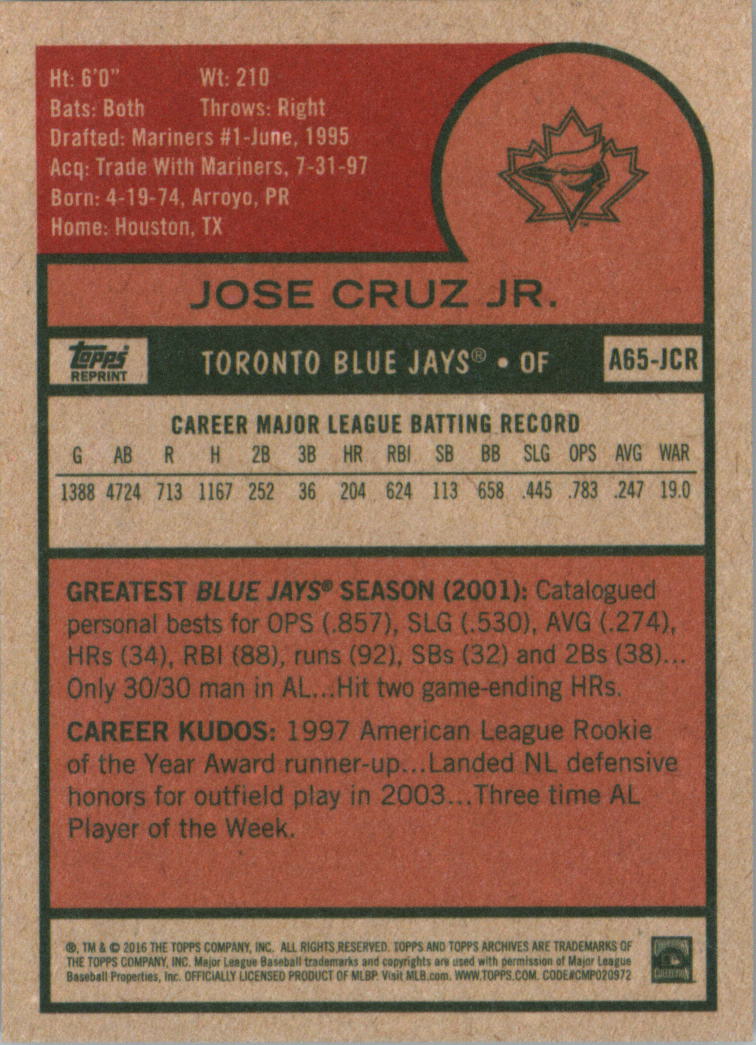 Ht: 6'0" Wt: 210
Bats: Both Throws: Right
Drafted: Mariners #1-June, 1995
Acq: Trade With Mariners, 7-31-97
Born: 4-19-74, Arroyo, PR
Home: Houston, TX
JOSE CRUZ JR.
Topps
REPRINT
TORONTO BLUE JAYS® • OF
A65-JCR
CAREER MAJOR LEAGUE BATTING RECORD
G AB R H 2B 3B HR RBI SB BB SLG OPS AVG WAR
1388 4724 713 1167 252 36 204 624 113 658 .445 .783 .247 19.0
GREATEST BLUE JAYS® SEASON (2001): Catalogued
personal bests for OPS (.857), SLG (.530), AVG (.274),
HRs (34), RBI (88), runs (92), SBs (32) and 2Bs (38)...
Only 30/30 man in AL...Hit two game-ending HRs.
CAREER KUDOS: 1997 American League Rookie
of the Year Award runner-up...Landed NL defensive
honors for outfield play in 2003...Three time AL
Player of the Week.
®, TM & © 2016 THE TOPPS COMPANY, INC. ALL RIGHTS RESERVED. TOPPS AND TOPPS ARCHIVES ARE TRADEMARKS OF
THE TOPPS COMPANY, INC. Major League Baseball trademarks and copyrights are used with permission of Major League
Baseball Properties, Inc. OFFICIALLY LICENSED PRODUCT OF MLBP. Visit MLB.com. WWW.TOPPS.COM. CODE#CMP020972